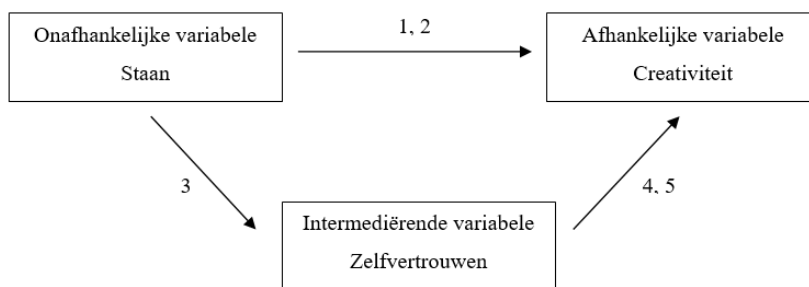 Onafhankelijke variabele
Staan
1, 2
Afhankelijke variabele
Creativiteit
3
4, 5
Intermediërende variabele
Zelfvertrouwen